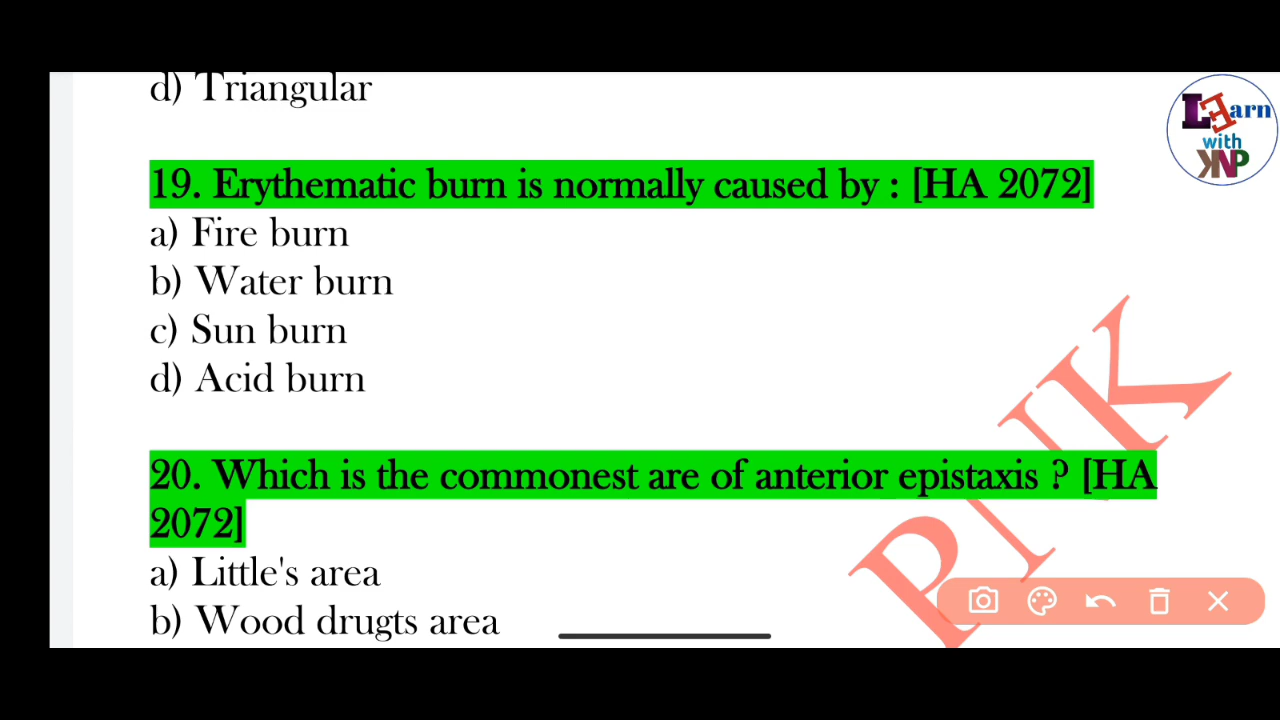 d) Triangular
LEarn
with
KNP
19. Erythematic burn is normally caused by : [HA 2072]
a) Fire burn
b) Water burn
c) Sun burn
d) Acid burn
20. Which is the commonest are of anterior epistaxis ? [HA
2072]
a) Little's area
b) Wood drugts area